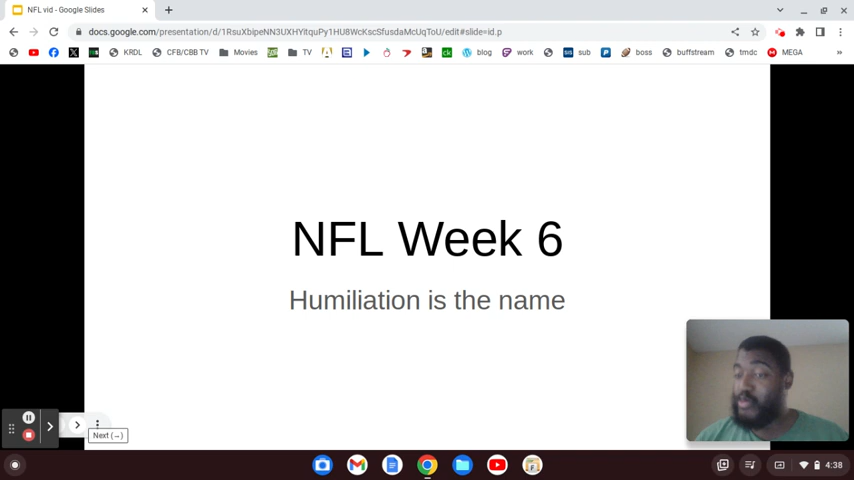 NFL vid - Google Slides
docs.google.com/presentation/d/1RsuXbipeNN3UXHYitquPy1HU8WcKscSfusdaMcUqToU/edit#slide=id.p
KRDL CFB/CBB TV Movies TV blog work sub boss buffstream tmdc MEGA »
NFL Week 6
Humiliation is the name
Next (→)
4:38